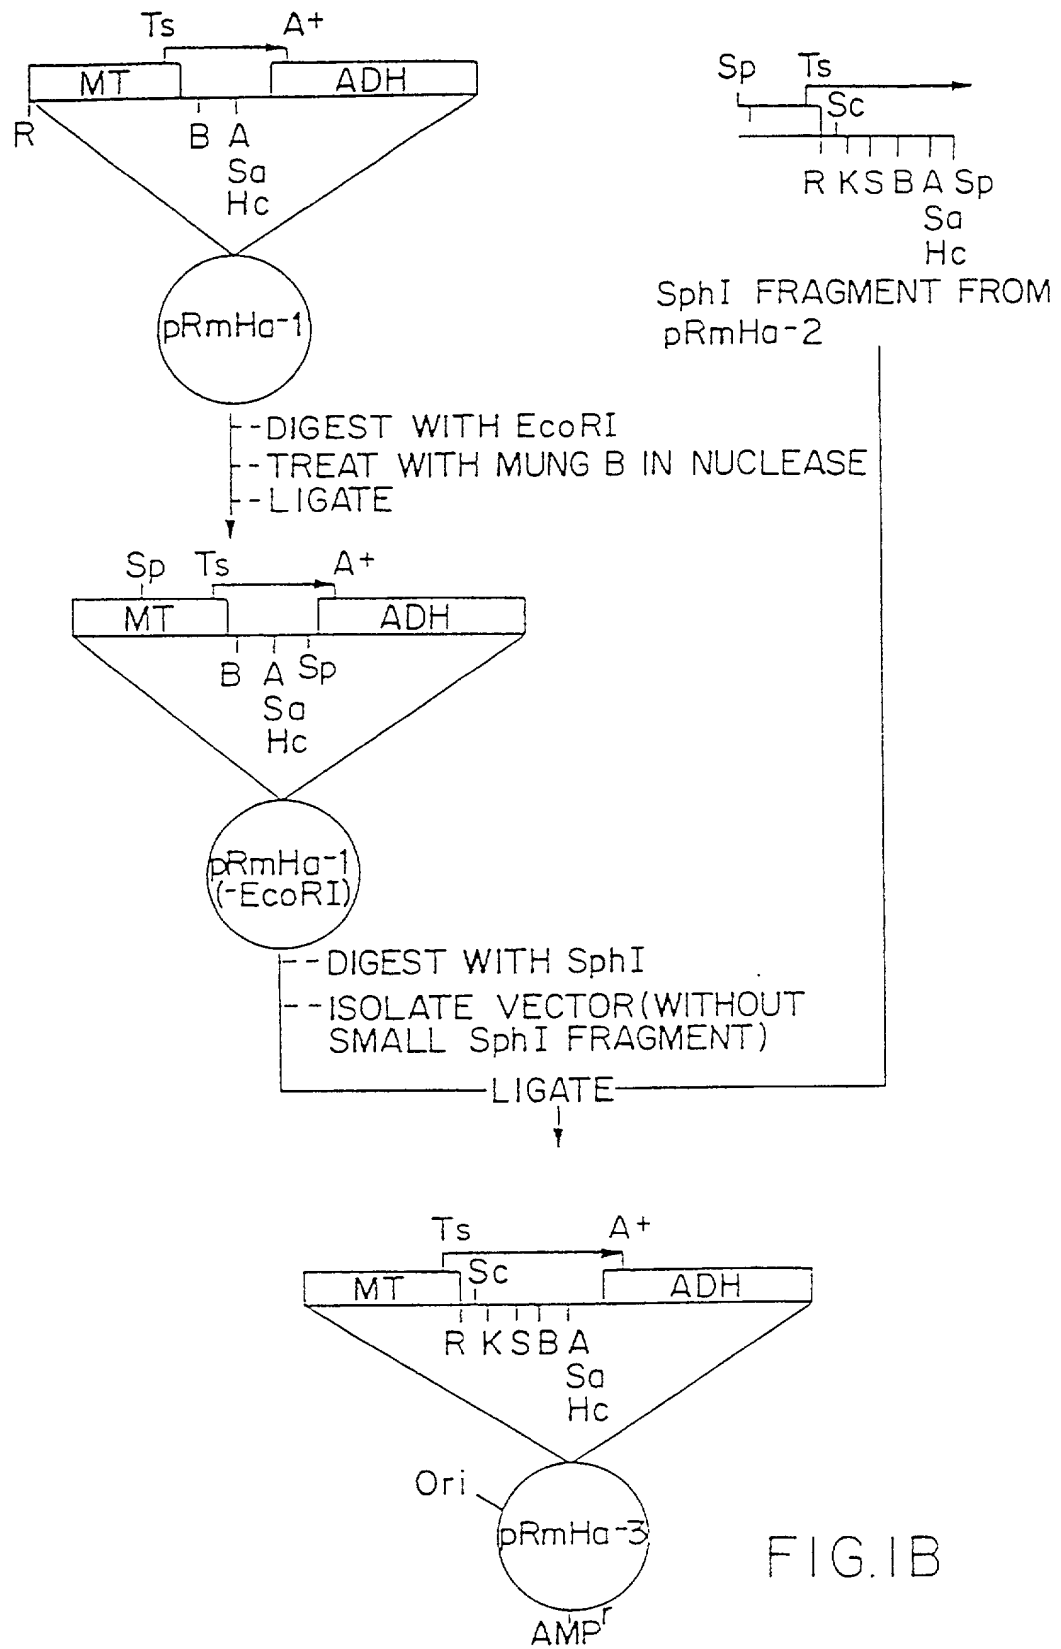 Ts A+
MT ADH
R B A
Sa
Hc
pRmHa-1
Sp Ts
Sc
R K S B A Sp
Sa
Hc
SphI FRAGMENT FROM
pRmHa-2
--DIGEST WITH EcoRI
--TREAT WITH MUNG B IN NUCLEASE
--LIGATE
Sp Ts A+
MT ADH
B A Sp
Sa
Hc
pRmHa-1
(-EcoRI)
--DIGEST WITH SphI
--ISOLATE VECTOR(WITHOUT
SMALL SphI FRAGMENT)
LIGATE
Ts A+
Sc
MT ADH
R K S B A
Sa
Hc
Ori
pRmHa-3
AMPr
FIG.1B